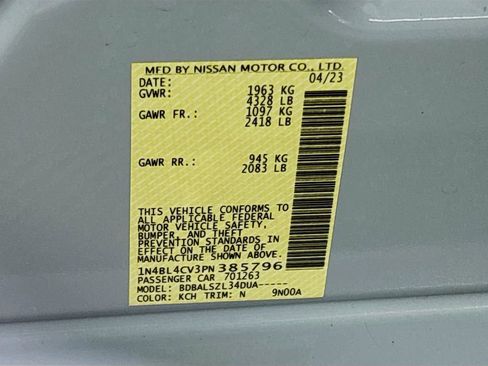 MFD BY NISSAN MOTOR CO., LTD.
DATE: 04/23
GVWR: 1963 KG
4328 LB
GAWR FR.: 1097 KG
2418 LB
GAWR RR.: 945 KG
2083 LB
THIS VEHICLE CONFORMS TO
ALL APPLICABLE FEDERAL
MOTOR VEHICLE SAFETY,
BUMPER, AND THEFT
PREVENTION STANDARDS IN
EFFECT ON THE DATE OF
MANUFACTURE SHOWN ABOVE.
1N4BL4CV3PN385796
PASSENGER CAR 701263
MODEL: BDBALSZL34DUA-----
COLOR: KCH TRIM: N 9N00A